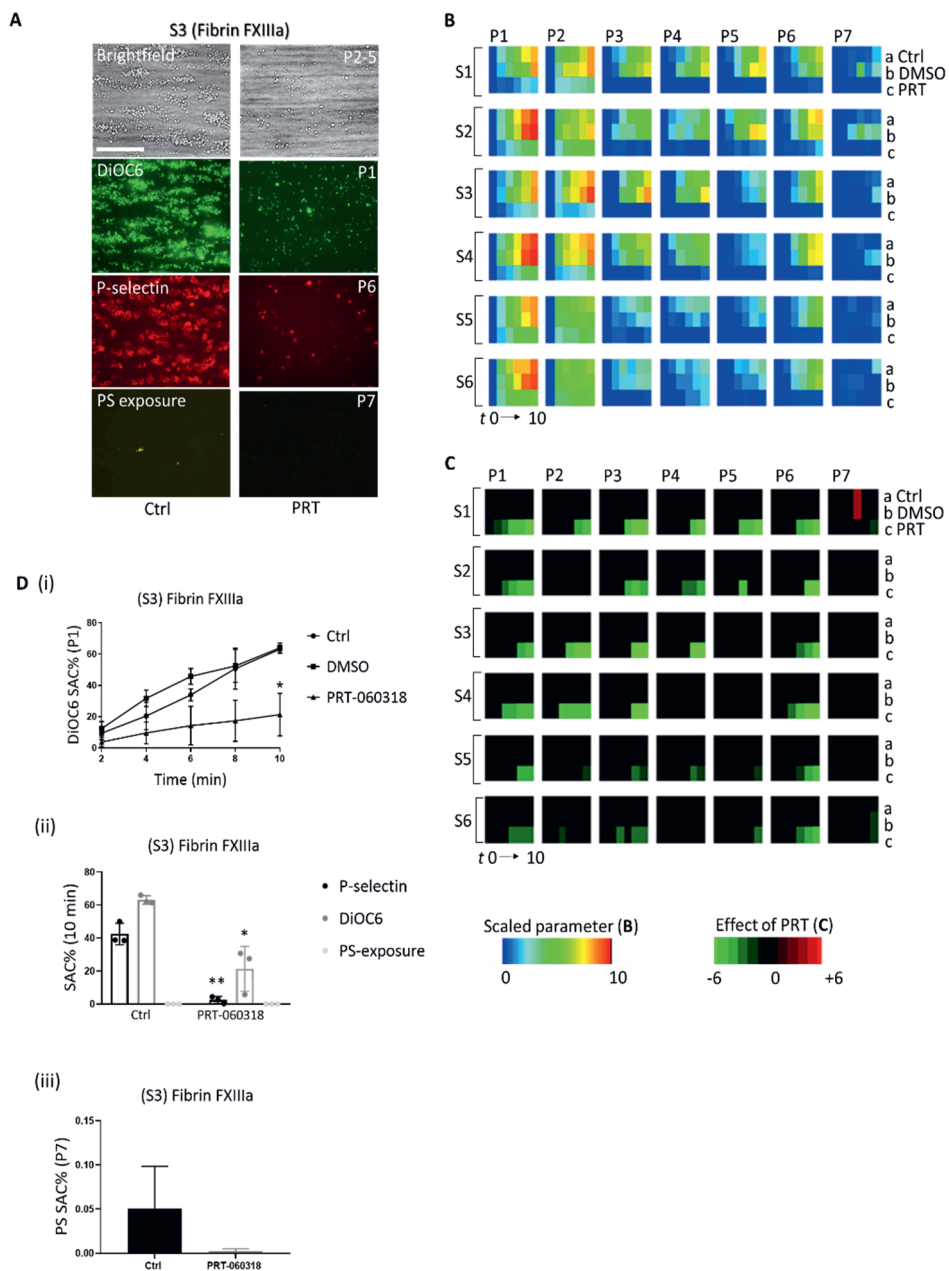 A
S3 (Fibrin FXIIIa)
Brightfield
P2-5
DiOC6
P1
P-selectin
P6
PS exposure
P7
Ctrl
PRT
B
P1 P2 P3 P4 P5 P6 P7
S1
a Ctrl
b DMSO
c PRT
S2
a
b
c
S3
a
b
c
S4
a
b
c
S5
a
b
c
S6
a
b
c
t 0 → 10
C
P1 P2 P3 P4 P5 P6 P7
S1
a Ctrl
b DMSO
c PRT
S2
a
b
c
S3
a
b
c
S4
a
b
c
S5
a
b
c
S6
a
b
c
t 0 → 10
Scaled parameter (B)
0 10
Effect of PRT (C)
-6 0 +6
D (i)
(S3) Fibrin FXIIIa
DiOC6 SAC% (P1)
80
60
40
20
0
2 4 6 8 10
Time (min)
*
Ctrl
DMSO
PRT-060318
(ii)
(S3) Fibrin FXIIIa
SAC% (10 min)
80
60
40
20
0
**
*
Ctrl PRT-060318
P-selectin
DiOC6
PS-exposure
(iii)
(S3) Fibrin FXIIIa
PS SAC% (P7)
0.15
0.10
0.05
0.00
Ctrl PRT-060318